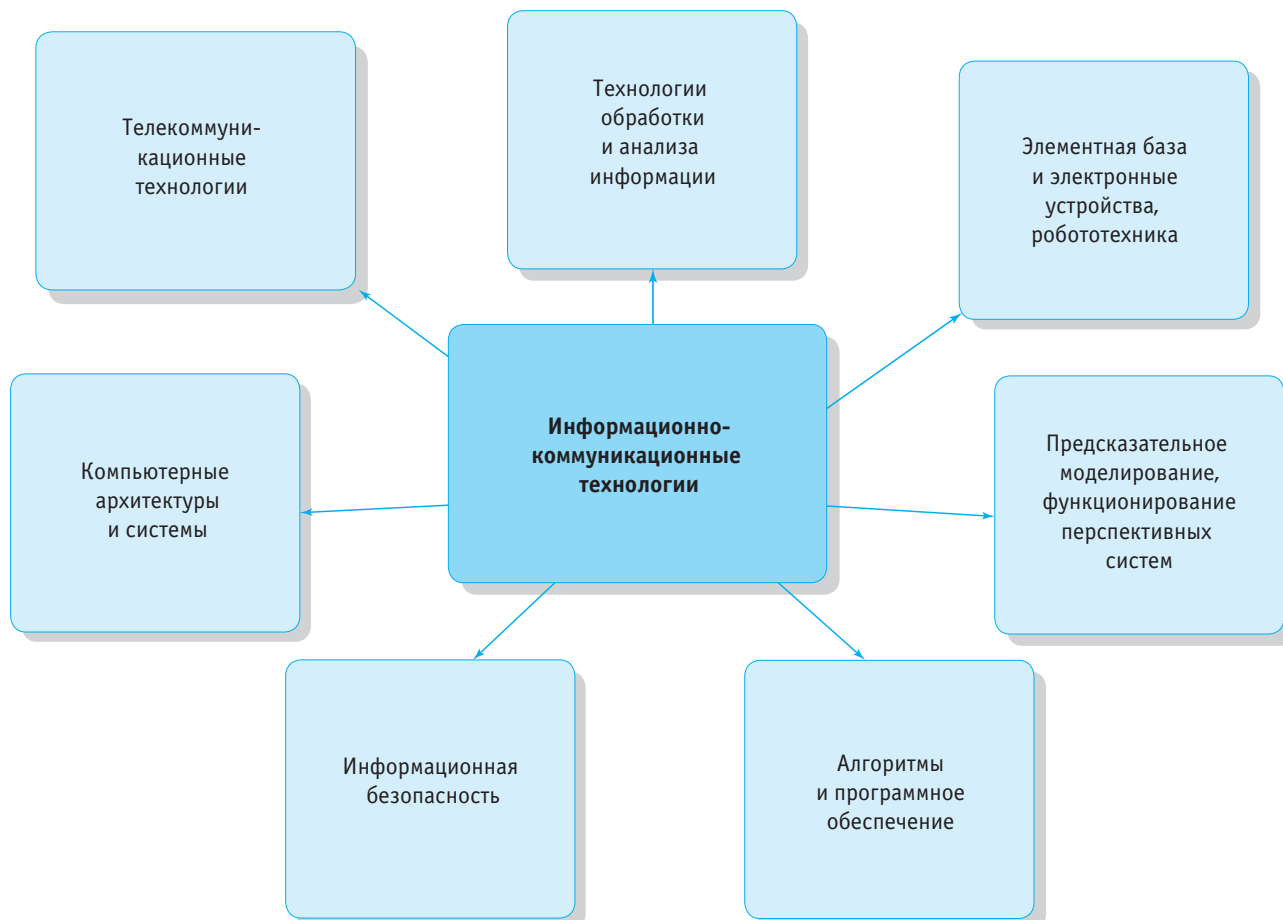 Телекоммуни-
кационные
технологии
Технологии
обработки
и анализа
информации
Элементная база
и электронные
устройства,
робототехника
Информационно-
коммуникационные
технологии
Компьютерные
архитектуры
и системы
Предсказательное
моделирование,
функционирование
перспективных
систем
Информационная
безопасность
Алгоритмы
и программное
обеспечение